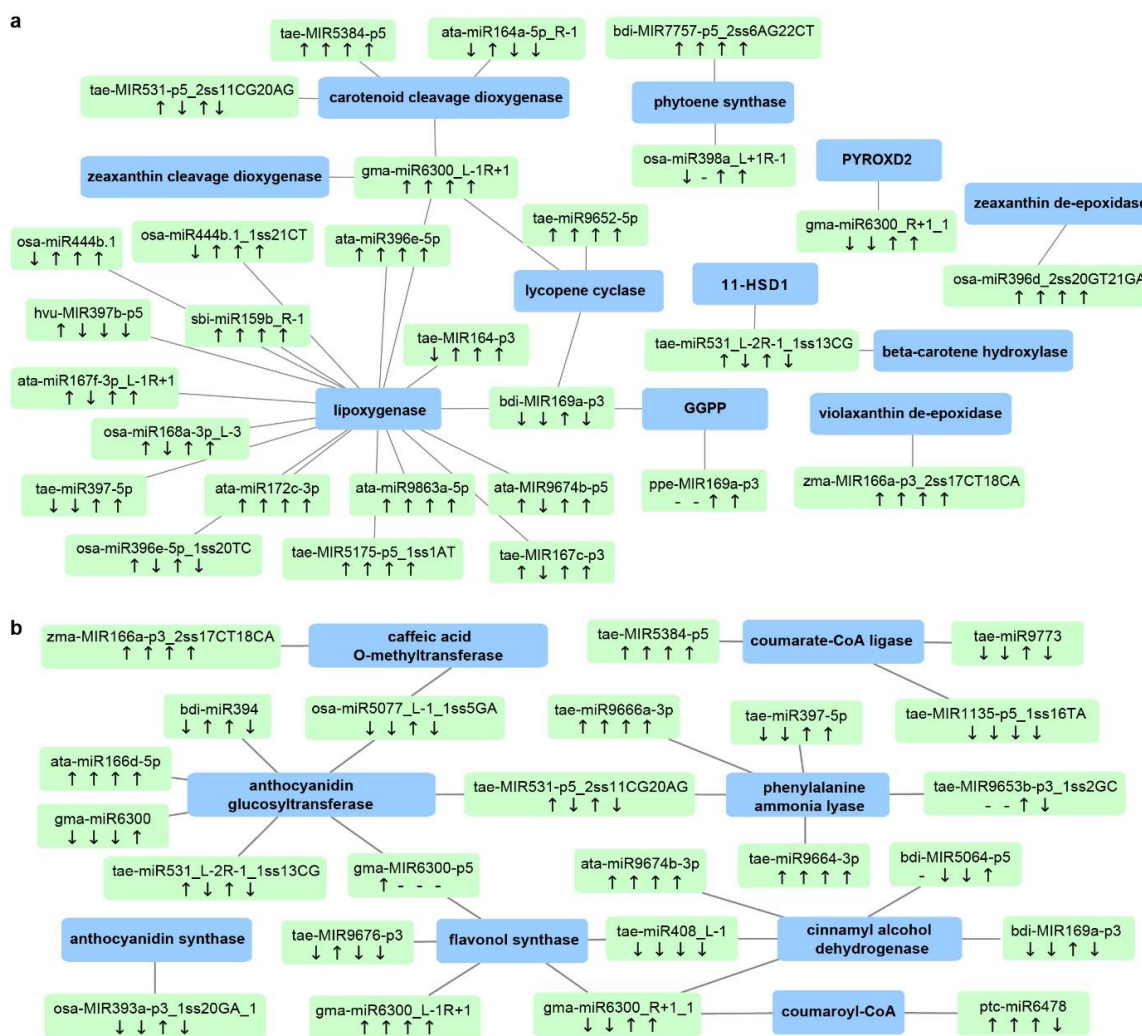 a
tae-MIR5384-p5
↑ ↑ ↑ ↑
ata-miR164a-5p_R-1
↓ ↑ ↓ ↓
bdi-MIR7757-p5_2ss6AG22CT
↑ ↑ ↑ ↑
tae-MIR531-p5_2ss11CG20AG
↑ ↓ ↑ ↓
carotenoid cleavage dioxygenase
phytoene synthase
zeaxanthin cleavage dioxygenase
gma-miR6300_L-1R+1
↑ ↑ ↑ ↑
osa-miR398a_L+1R-1
↓ - ↑ ↑
PYROXD2
zeaxanthin de-epoxidase
gma-miR6300_R+1_1
↓ ↓ ↑ ↑
osa-miR444b.1
↓ ↑ ↑ ↑
osa-miR444b.1_1ss21CT
↓ ↑ ↑ ↑
ata-miR396e-5p
↑ ↑ ↑ ↑
tae-miR9652-5p
↑ ↑ ↑ ↑
osa-miR396d_2ss20GT21GA
↑ ↑ ↑ ↑
lycopene cyclase
11-HSD1
hvu-MIR397b-p5
↑ ↓ ↓ ↓
sbi-miR159b_R-1
↑ ↑ ↑ ↑
tae-MIR164-p3
↓ ↑ ↑ ↑
tae-miR531_L-2R-1_1ss13CG
↑ ↓ ↑ ↓
beta-carotene hydroxylase
ata-miR167f-3p_L-1R+1
↑ ↓ ↑ ↑
lipoxygenase
bdi-MIR169a-p3
↓ ↓ ↑ ↓
GGPP
violaxanthin de-epoxidase
osa-miR168a-3p_L-3
↑ ↓ ↑ ↑
tae-miR397-5p
↓ ↓ ↑ ↑
ata-miR172c-3p
↑ ↑ ↑ ↑
ata-miR9863a-5p
↑ ↑ ↑ ↑
ata-MIR9674b-p5
↑ ↓ ↑ ↑
ppe-MIR169a-p3
- - ↑ ↑
zma-MIR166a-p3_2ss17CT18CA
↑ ↑ ↑ ↑
osa-miR396e-5p_1ss20TC
↑ ↓ ↑ ↓
tae-MIR5175-p5_1ss1AT
↑ ↑ ↑ ↑
tae-MIR167c-p3
↑ ↓ ↑ ↑
b
zma-MIR166a-p3_2ss17CT18CA
↑ ↑ ↑ ↑
caffeic acid
O-methyltransferase
tae-MIR5384-p5
↑ ↑ ↑ ↑
coumarate-CoA ligase
tae-miR9773
↓ ↓ ↑ ↓
bdi-miR394
↓ ↑ ↑ ↓
osa-miR5077_L-1_1ss5GA
↓ ↓ ↑ ↓
tae-miR9666a-3p
↑ ↑ ↑ ↑
tae-miR397-5p
↓ ↓ ↑ ↑
tae-MIR1135-p5_1ss16TA
↓ ↓ ↓ ↓
ata-miR166d-5p
↑ ↑ ↑ ↑
anthocyanidin
glucosyltransferase
tae-MIR531-p5_2ss11CG20AG
↑ ↓ ↑ ↓
phenylalanine
ammonia lyase
tae-MIR9653b-p3_1ss2GC
- - ↑ ↓
gma-miR6300
↓ ↓ ↓ ↑
tae-miR531_L-2R-1_1ss13CG
↑ ↓ ↑ ↓
gma-MIR6300-p5
↑ - - -
ata-miR9674b-3p
↑ ↑ ↑ ↑
tae-miR9664-3p
↑ ↑ ↑ ↑
bdi-MIR5064-p5
- ↓ ↓ ↑
anthocyanidin synthase
tae-MIR9676-p3
↓ ↑ ↓ ↓
flavonol synthase
tae-miR408_L-1
↓ ↓ ↓ ↓
cinnamyl alcohol
dehydrogenase
bdi-MIR169a-p3
↓ ↓ ↑ ↓
osa-MIR393a-p3_1ss20GA_1
↓ ↓ ↑ ↓
gma-miR6300_L-1R+1
↑ ↑ ↑ ↑
gma-miR6300_R+1_1
↓ ↓ ↑ ↑
coumaroyl-CoA
ptc-miR6478
↑ ↑ ↑ ↓